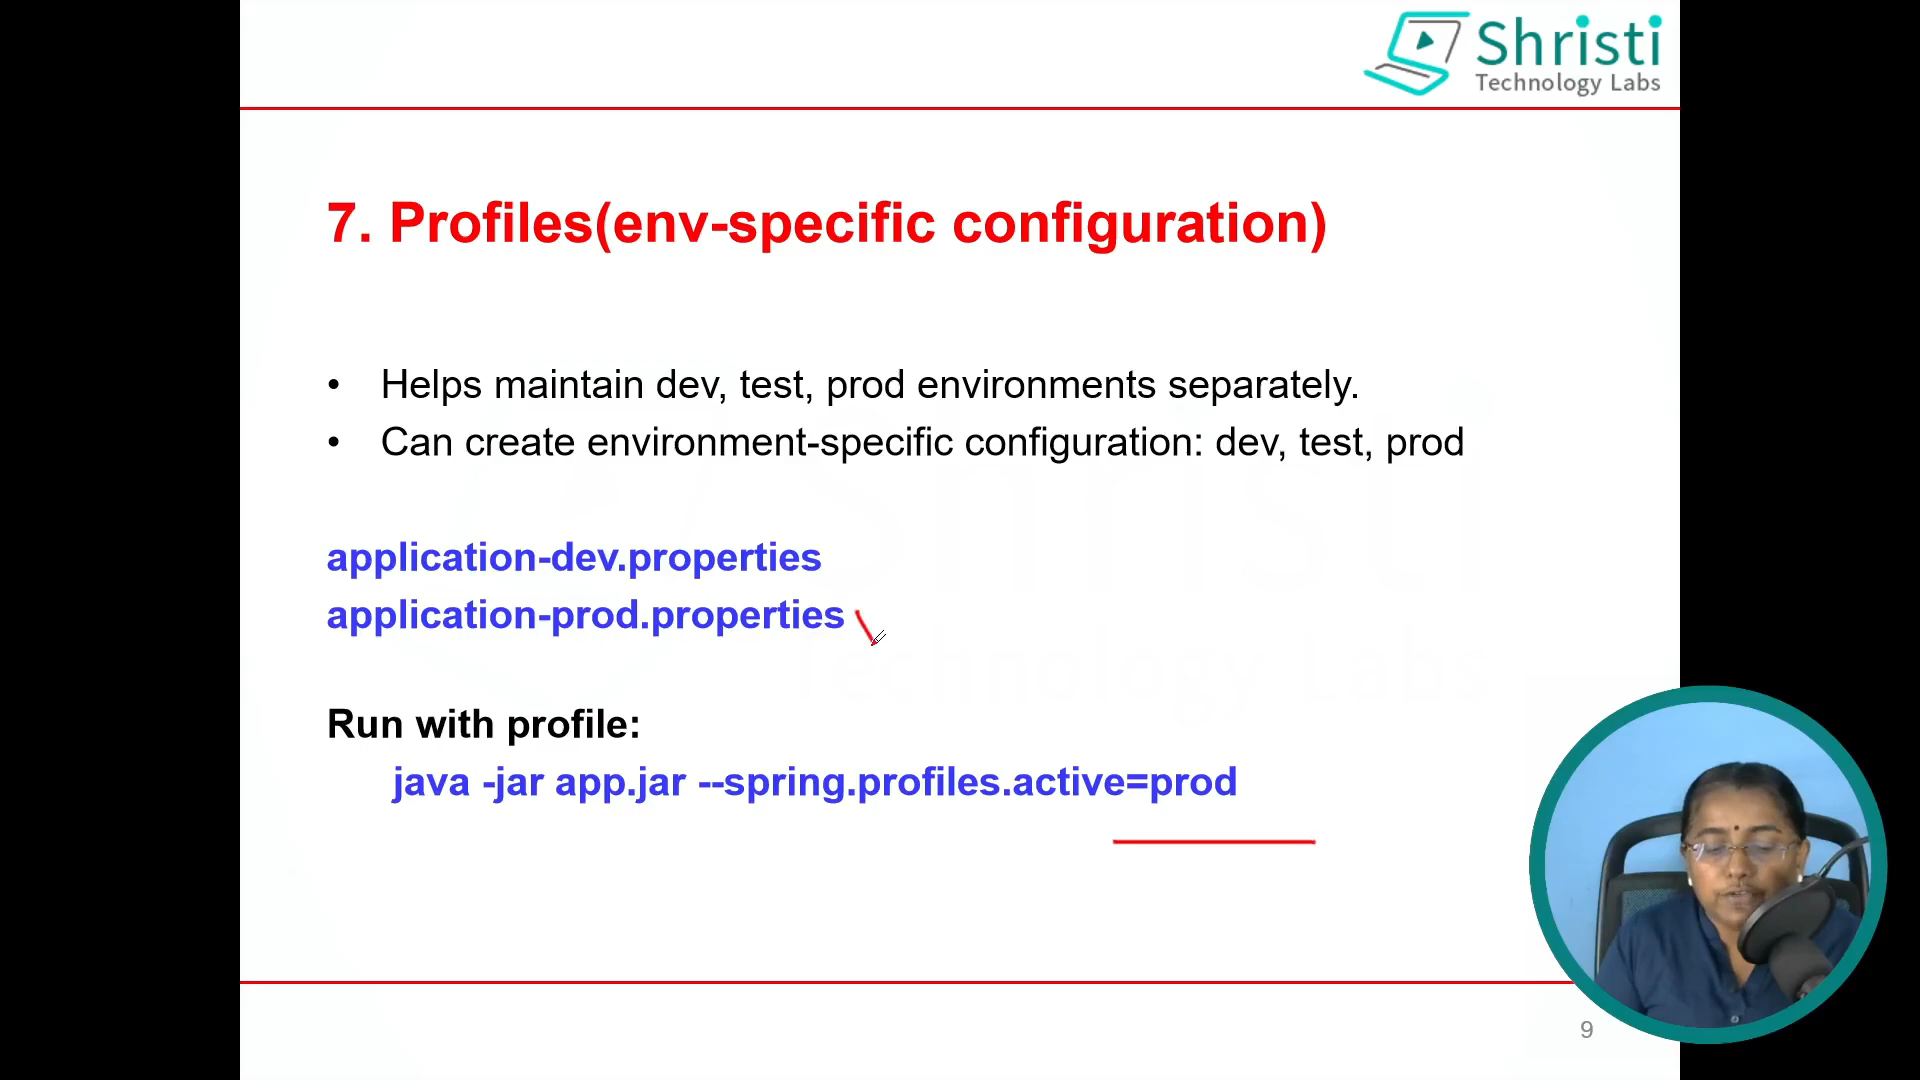 Shristi
Technology Labs
7. Profiles(env-specific configuration)
• Helps maintain dev, test, prod environments separately.
• Can create environment-specific configuration: dev, test, prod
application-dev.properties
application-prod.properties
Run with profile:
java -jar app.jar --spring.profiles.active=prod
9